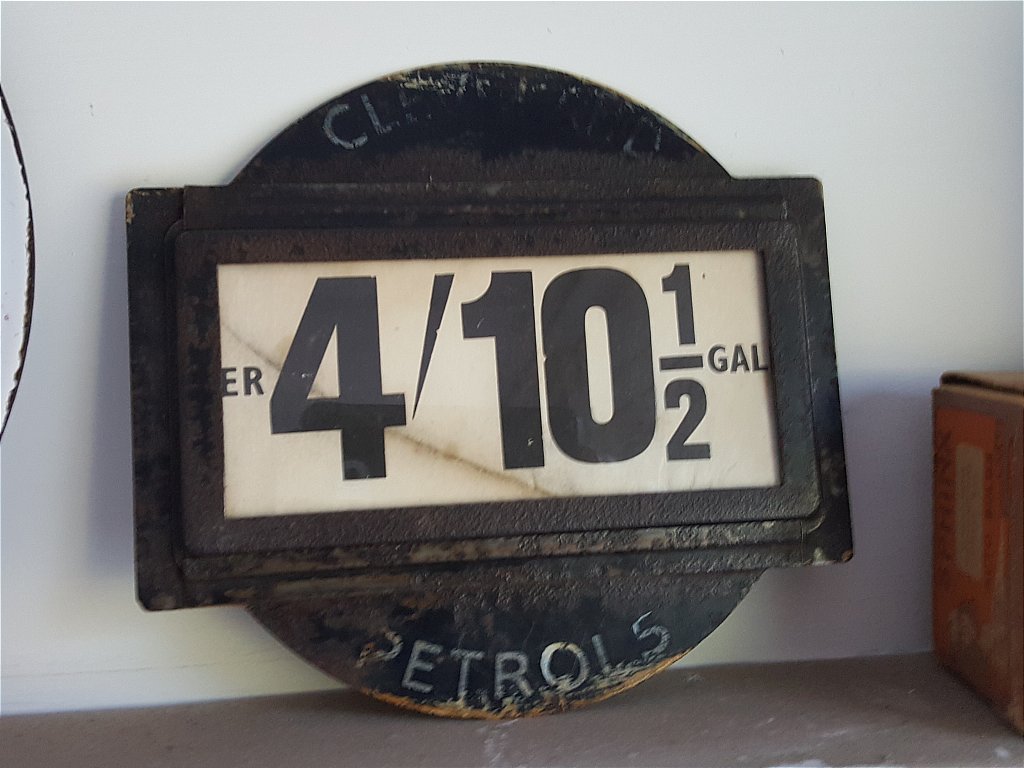 ER 4/10 1/2 GAL
PETROLS